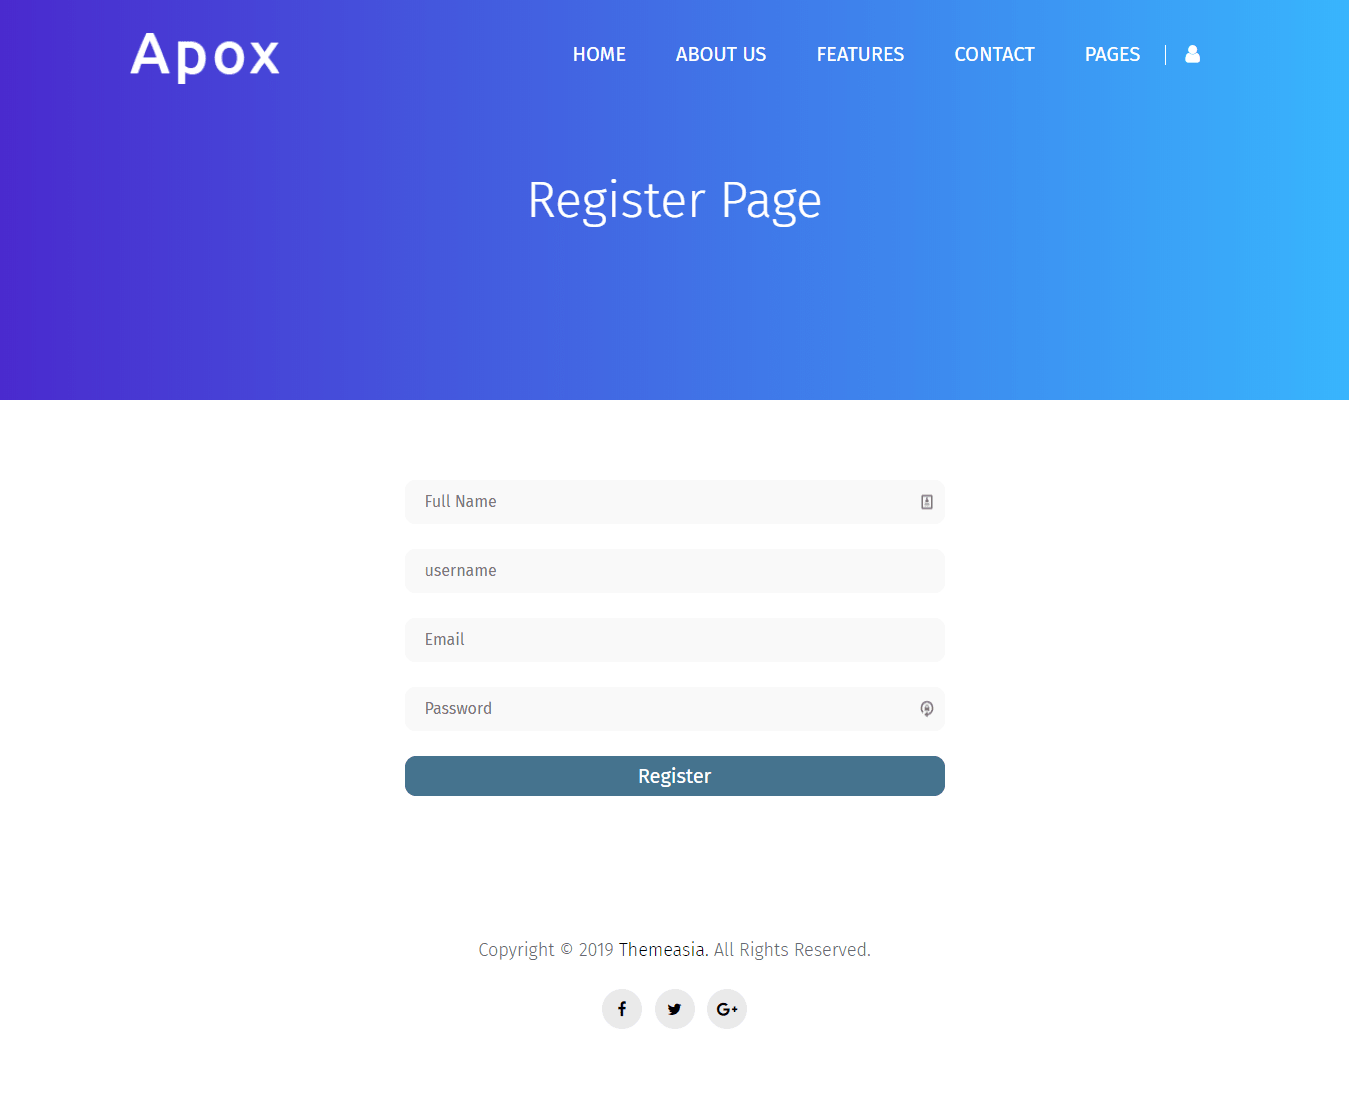 Apox
HOME ABOUT US FEATURES CONTACT PAGES
Register Page
Full Name
username
Email
Password
Register
Copyright © 2019 Themeasia. All Rights Reserved.